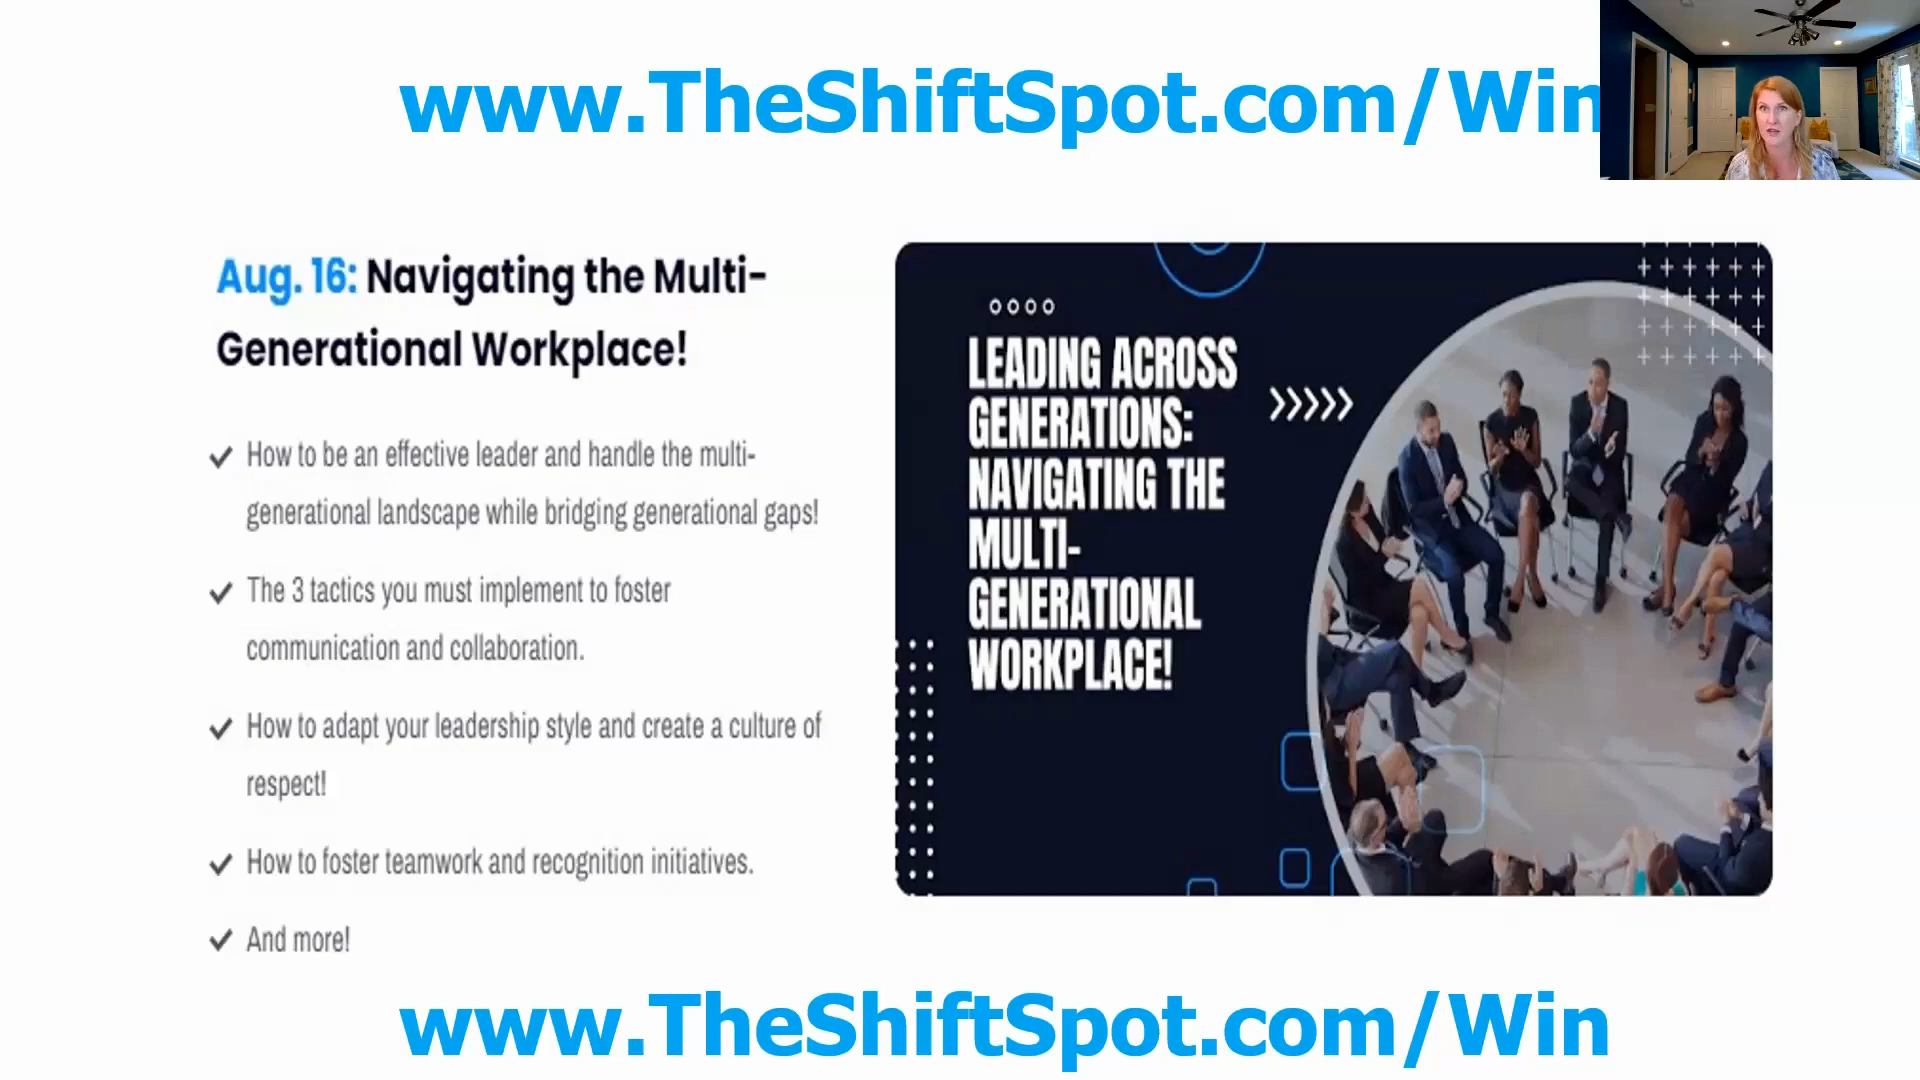 www.TheShiftSpot.com/Win
Aug. 16: Navigating the Multi-
Generational Workplace!
How to be an effective leader and handle the multi-
generational landscape while bridging generational gaps!
The 3 tactics you must implement to foster
communication and collaboration.
How to adapt your leadership style and create a culture of
respect!
How to foster teamwork and recognition initiatives.
And more!
LEADING ACROSS
GENERATIONS:
NAVIGATING THE
MULTI-
GENERATIONAL
WORKPLACE!
www.TheShiftSpot.com/Win